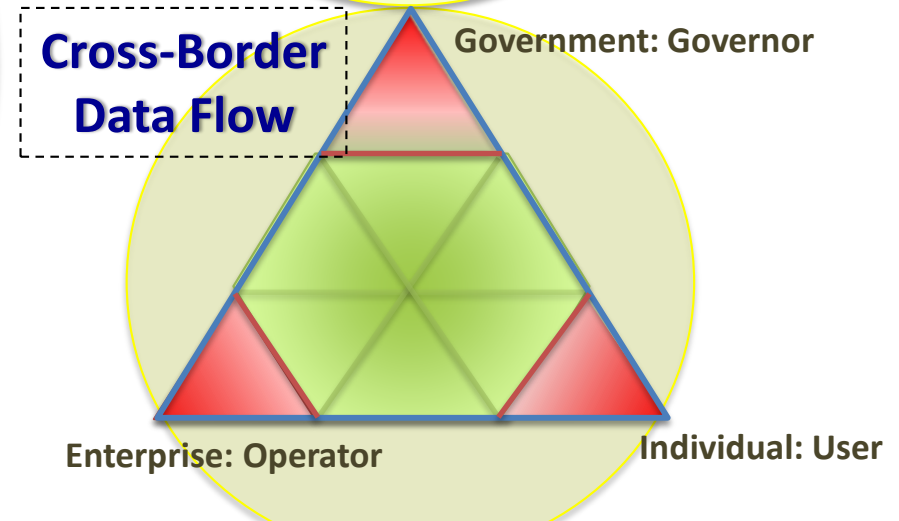 Cross-Border
Data Flow
Government: Governor
Enterprise: Operator
Individual: User